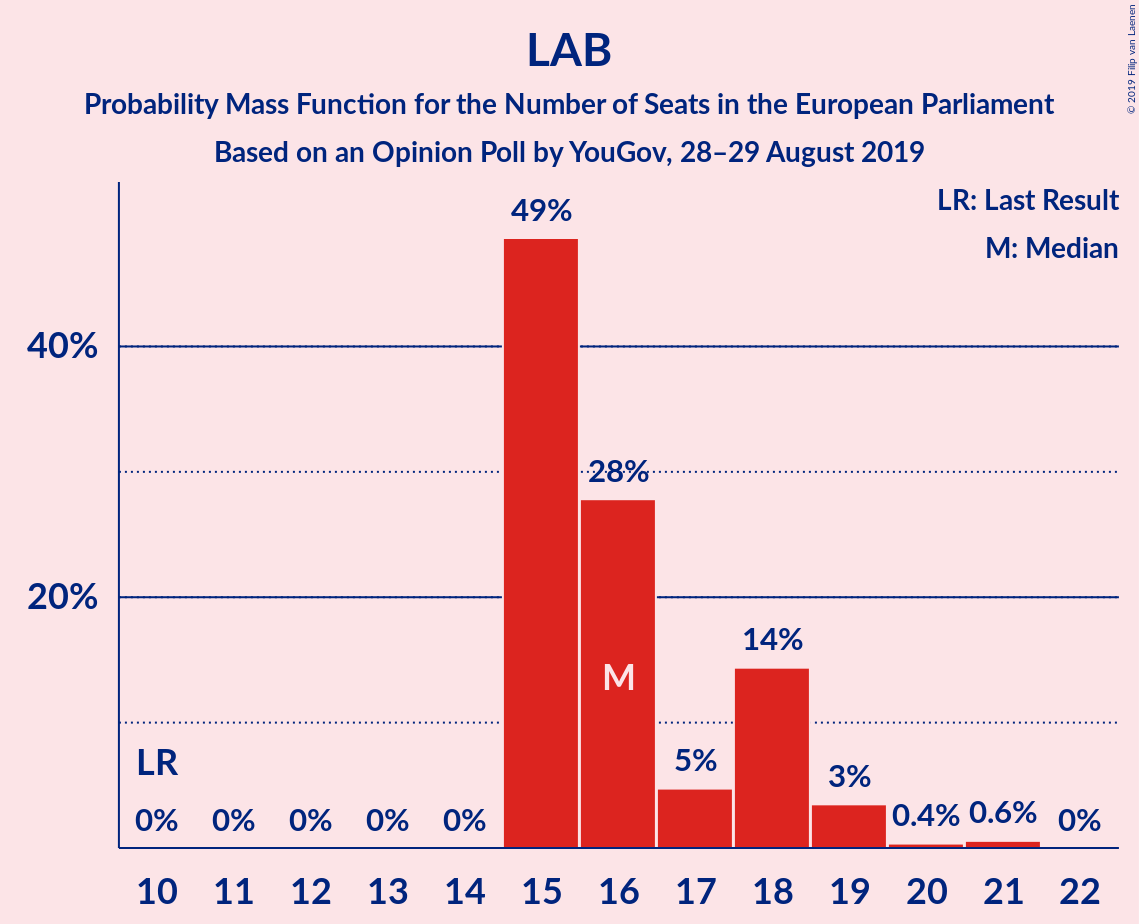 LAB
Probability Mass Function for the Number of Seats in the European Parliament
Based on an Opinion Poll by YouGov, 28–29 August 2019
© 2019 Filip van Laenen
LR: Last Result
M: Median
49%
40%
28%
20%
14%
M
LR
5%
3%
0% 0% 0% 0% 0% 0.4% 0.6% 0%
10 11 12 13 14 15 16 17 18 19 20 21 22